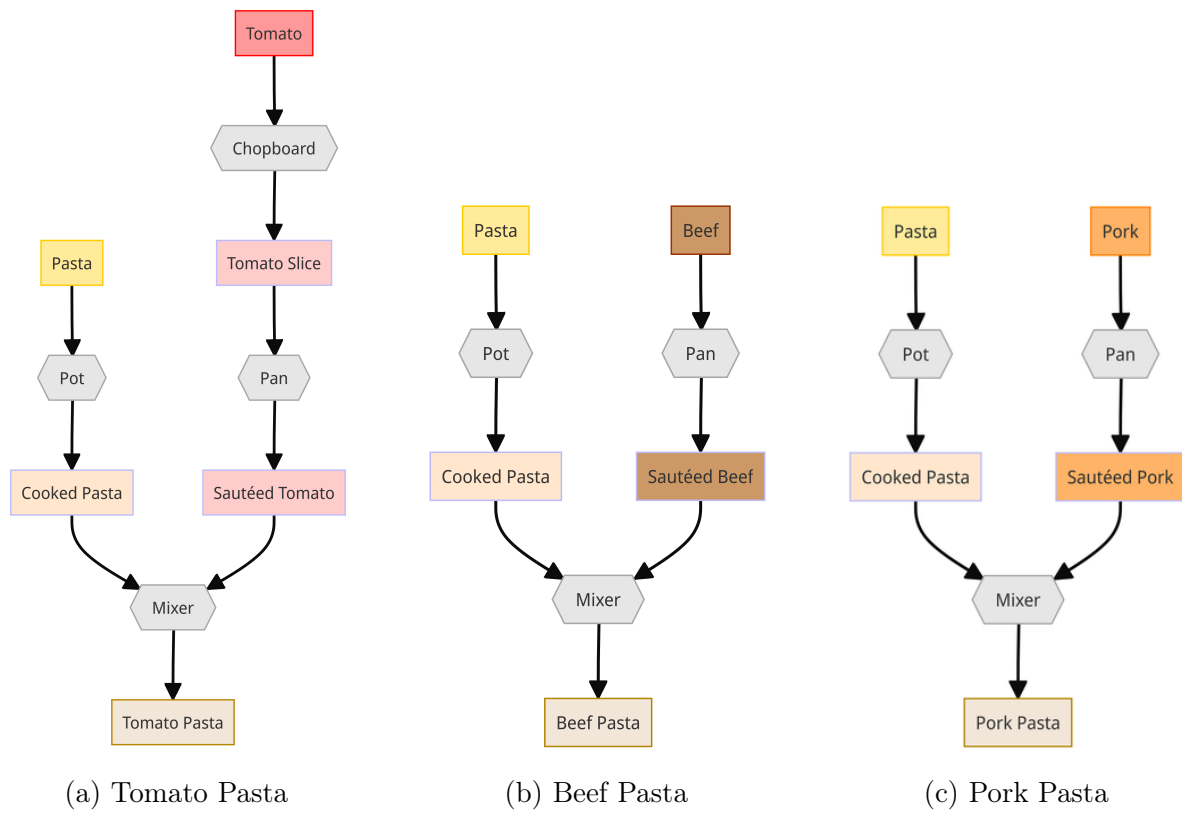 Tomato
Chopboard
Pasta
Tomato Slice
Pot
Pan
Cooked Pasta
Sautéed Tomato
Mixer
Tomato Pasta
(a) Tomato Pasta
Pasta
Beef
Pot
Pan
Cooked Pasta
Sautéed Beef
Mixer
Beef Pasta
(b) Beef Pasta
Pasta
Pork
Pot
Pan
Cooked Pasta
Sautéed Pork
Mixer
Pork Pasta
(c) Pork Pasta